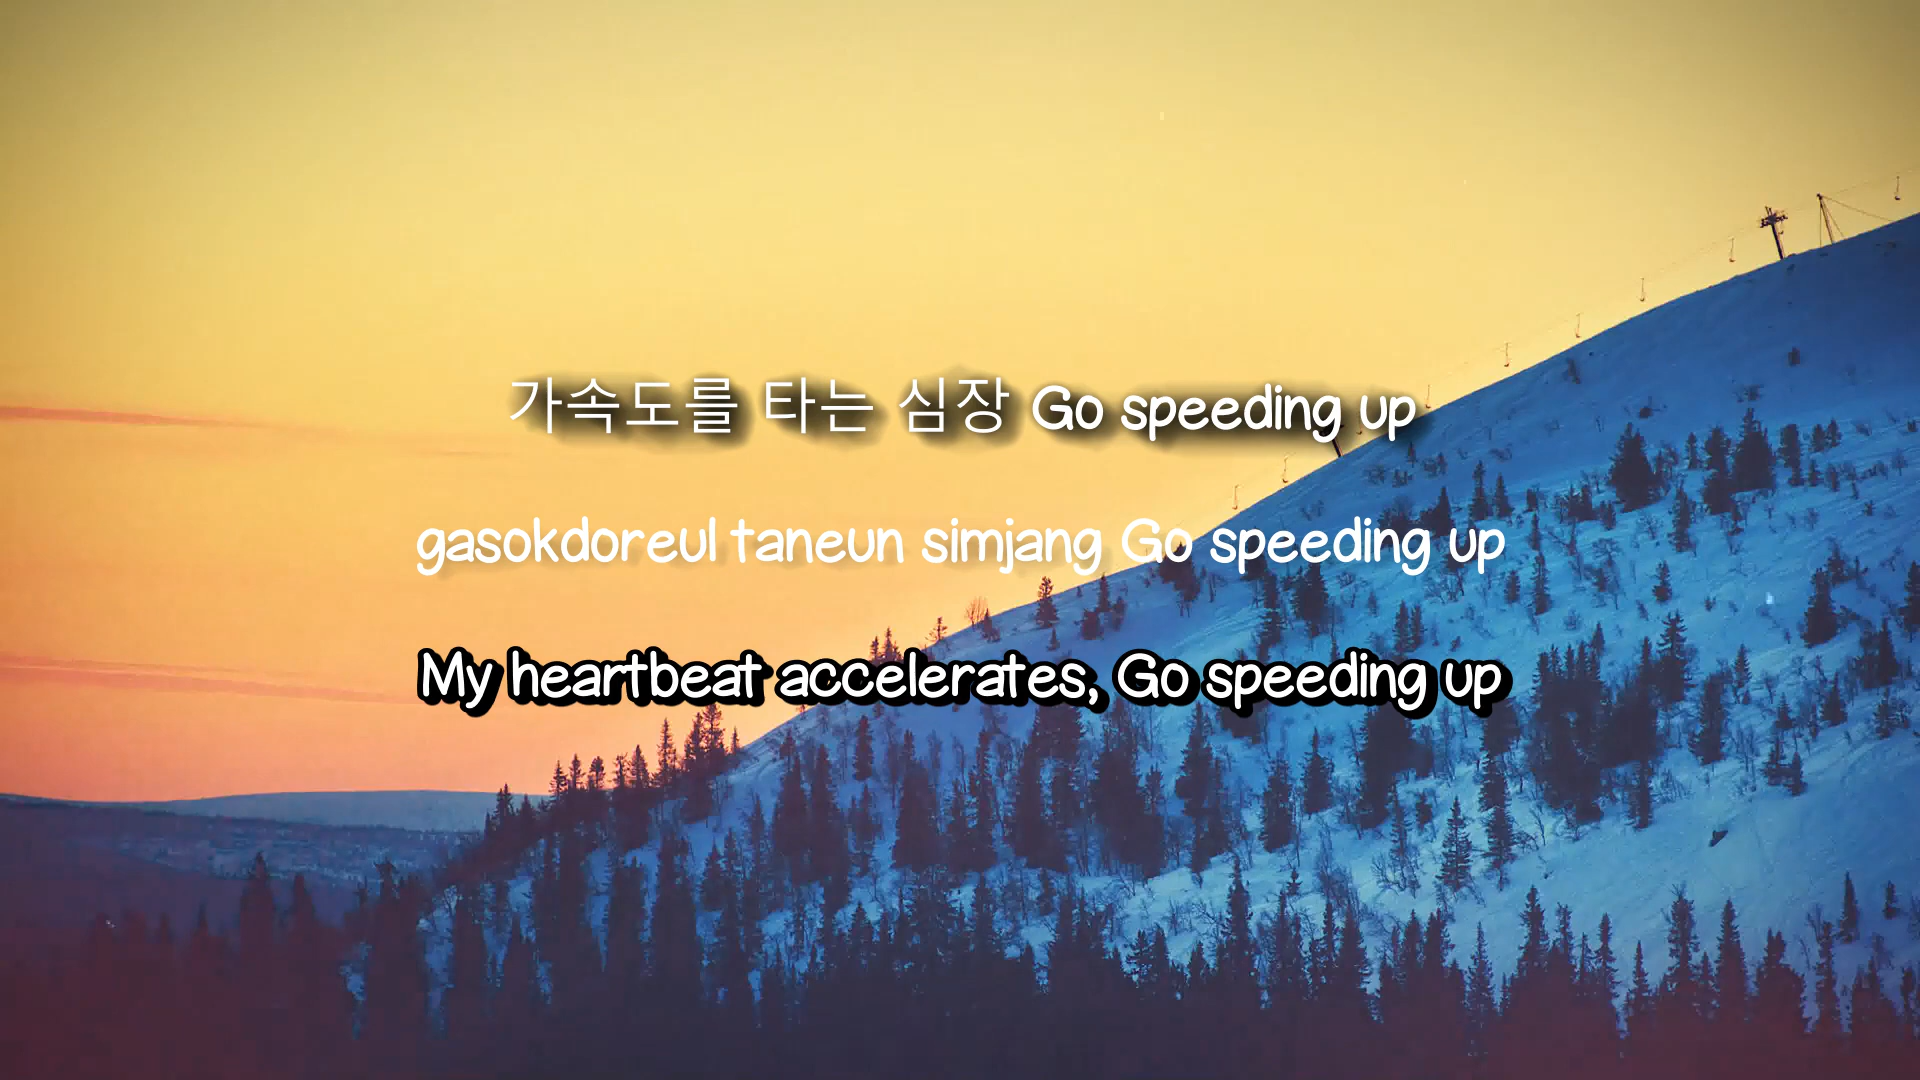 가속도를 타는 심장 Go speeding up
gasokdoreul taneun simjang Go speeding up
My heartbeat accelerates, Go speeding up